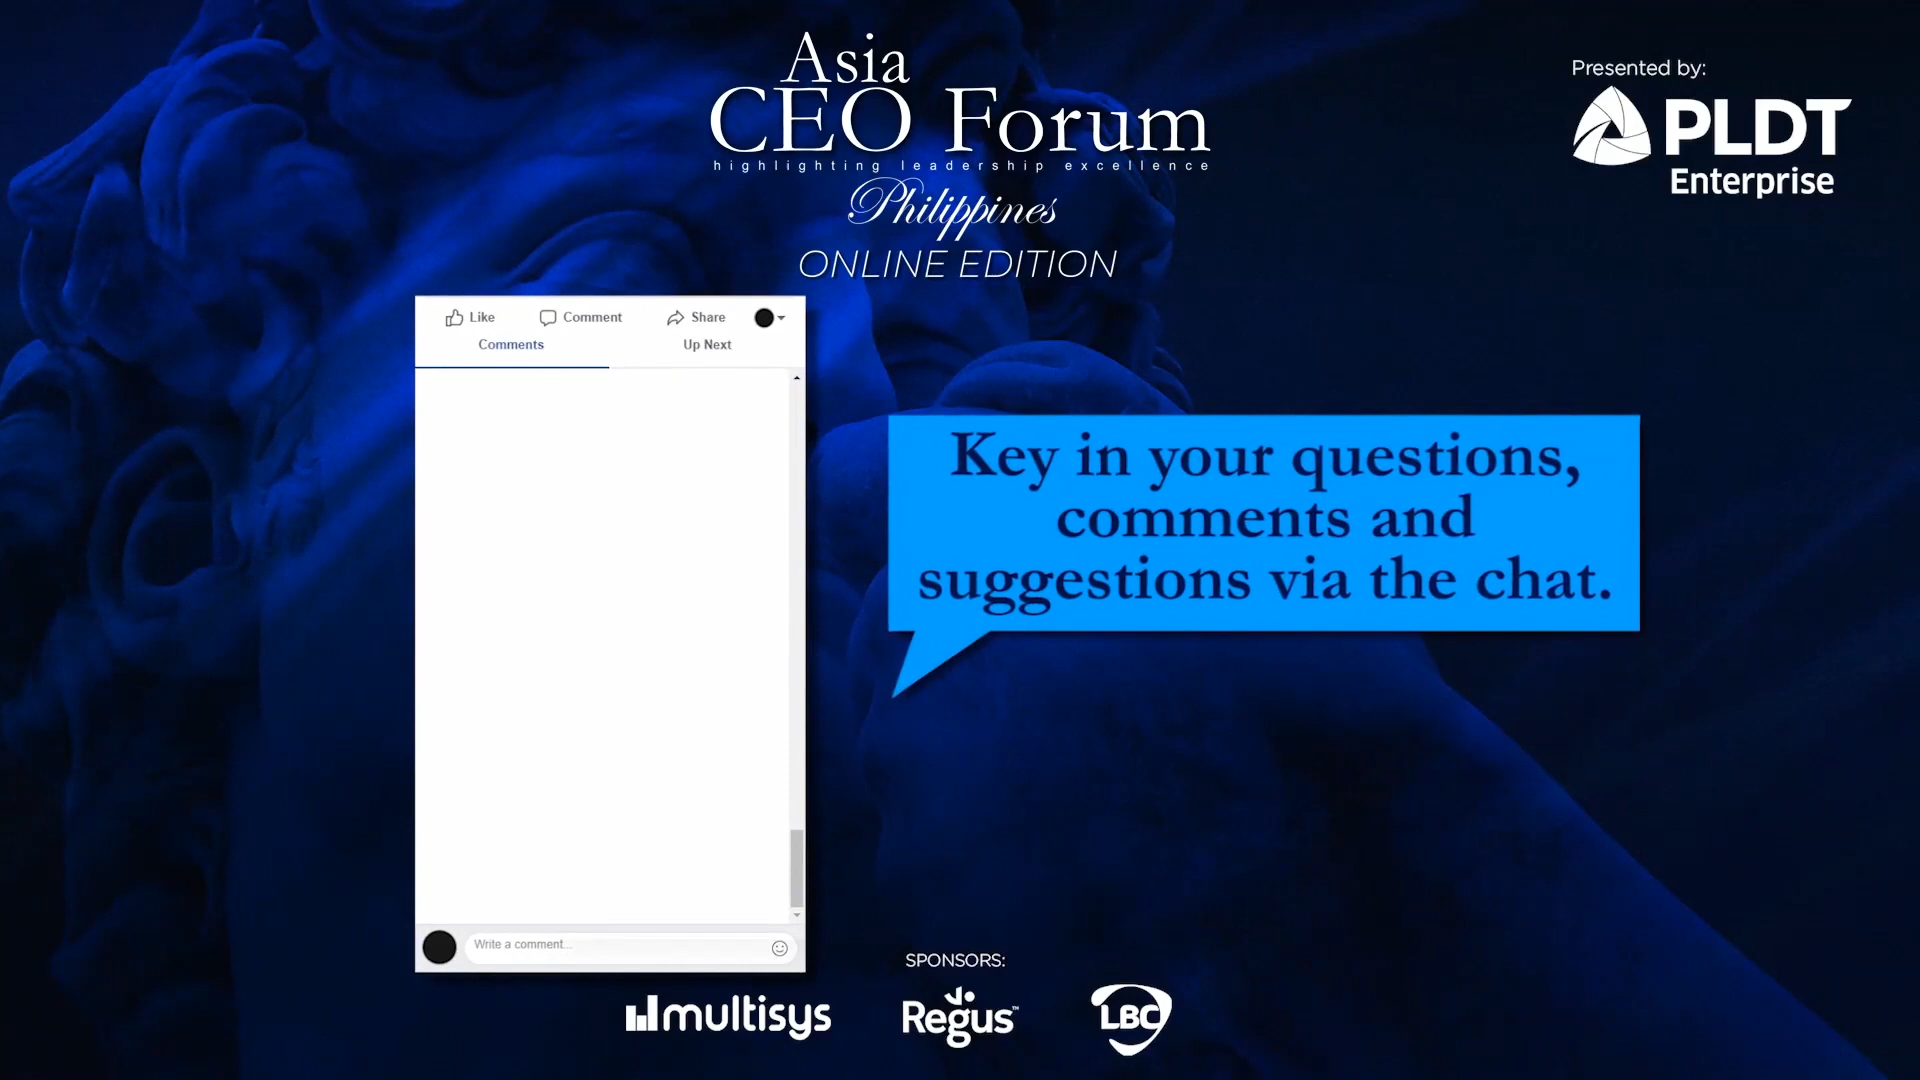 Asia
CEO Forum
highlighting leadership excellence
Philippines
ONLINE EDITION
Presented by:
PLDT
Enterprise
Like Comment Share
Comments Up Next
Key in your questions,
comments and
suggestions via the chat.
Write a comment...
SPONSORS:
multisys Regus™ LBC